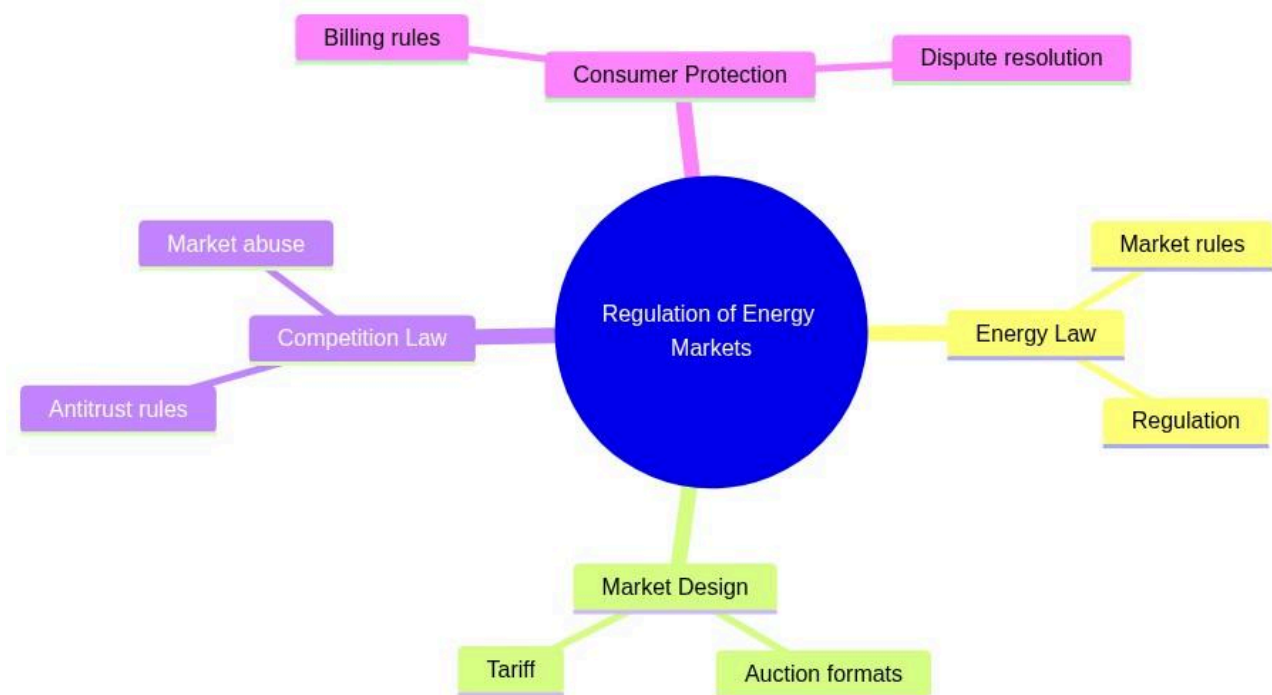 Billing rules
Consumer Protection
Dispute resolution
Market abuse
Competition Law
Antitrust rules
Regulation of Energy
Markets
Market rules
Energy Law
Regulation
Market Design
Tariff
Auction formats